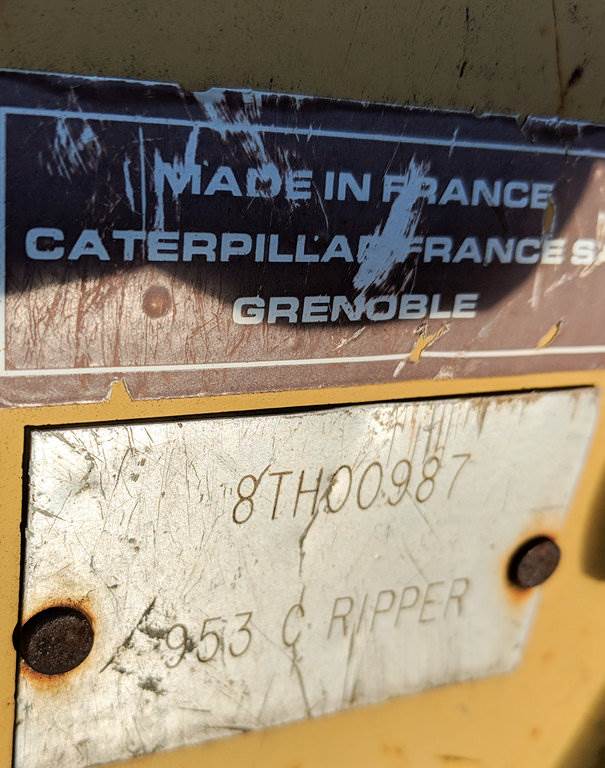 MADE IN FRANCE
CATERPILLAR FRANCE S.
GRENOBLE
8TH00987
953 C RIPPER